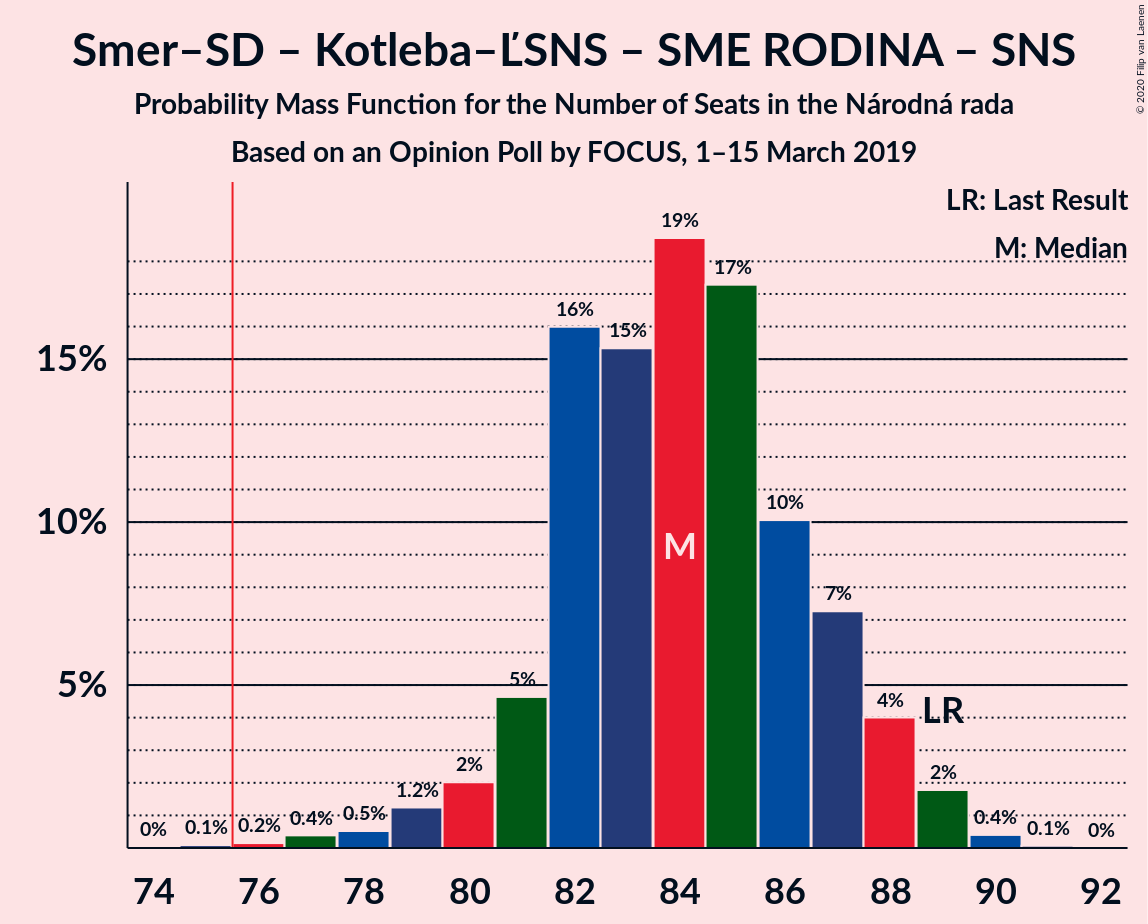 Smer–SD – Kotleba–ĽSNS – SME RODINA – SNS
Probability Mass Function for the Number of Seats in the Národná rada
Based on an Opinion Poll by FOCUS, 1–15 March 2019
© 2020 Filip van Laenen
LR: Last Result
M: Median
15%
10%
5%
0%
0.1%
0.2%
0.4%
0.5%
1.2%
2%
5%
16%
15%
19%
17%
10%
7%
4%
2%
0.4%
0.1%
0%
M
LR
74 76 78 80 82 84 86 88 90 92